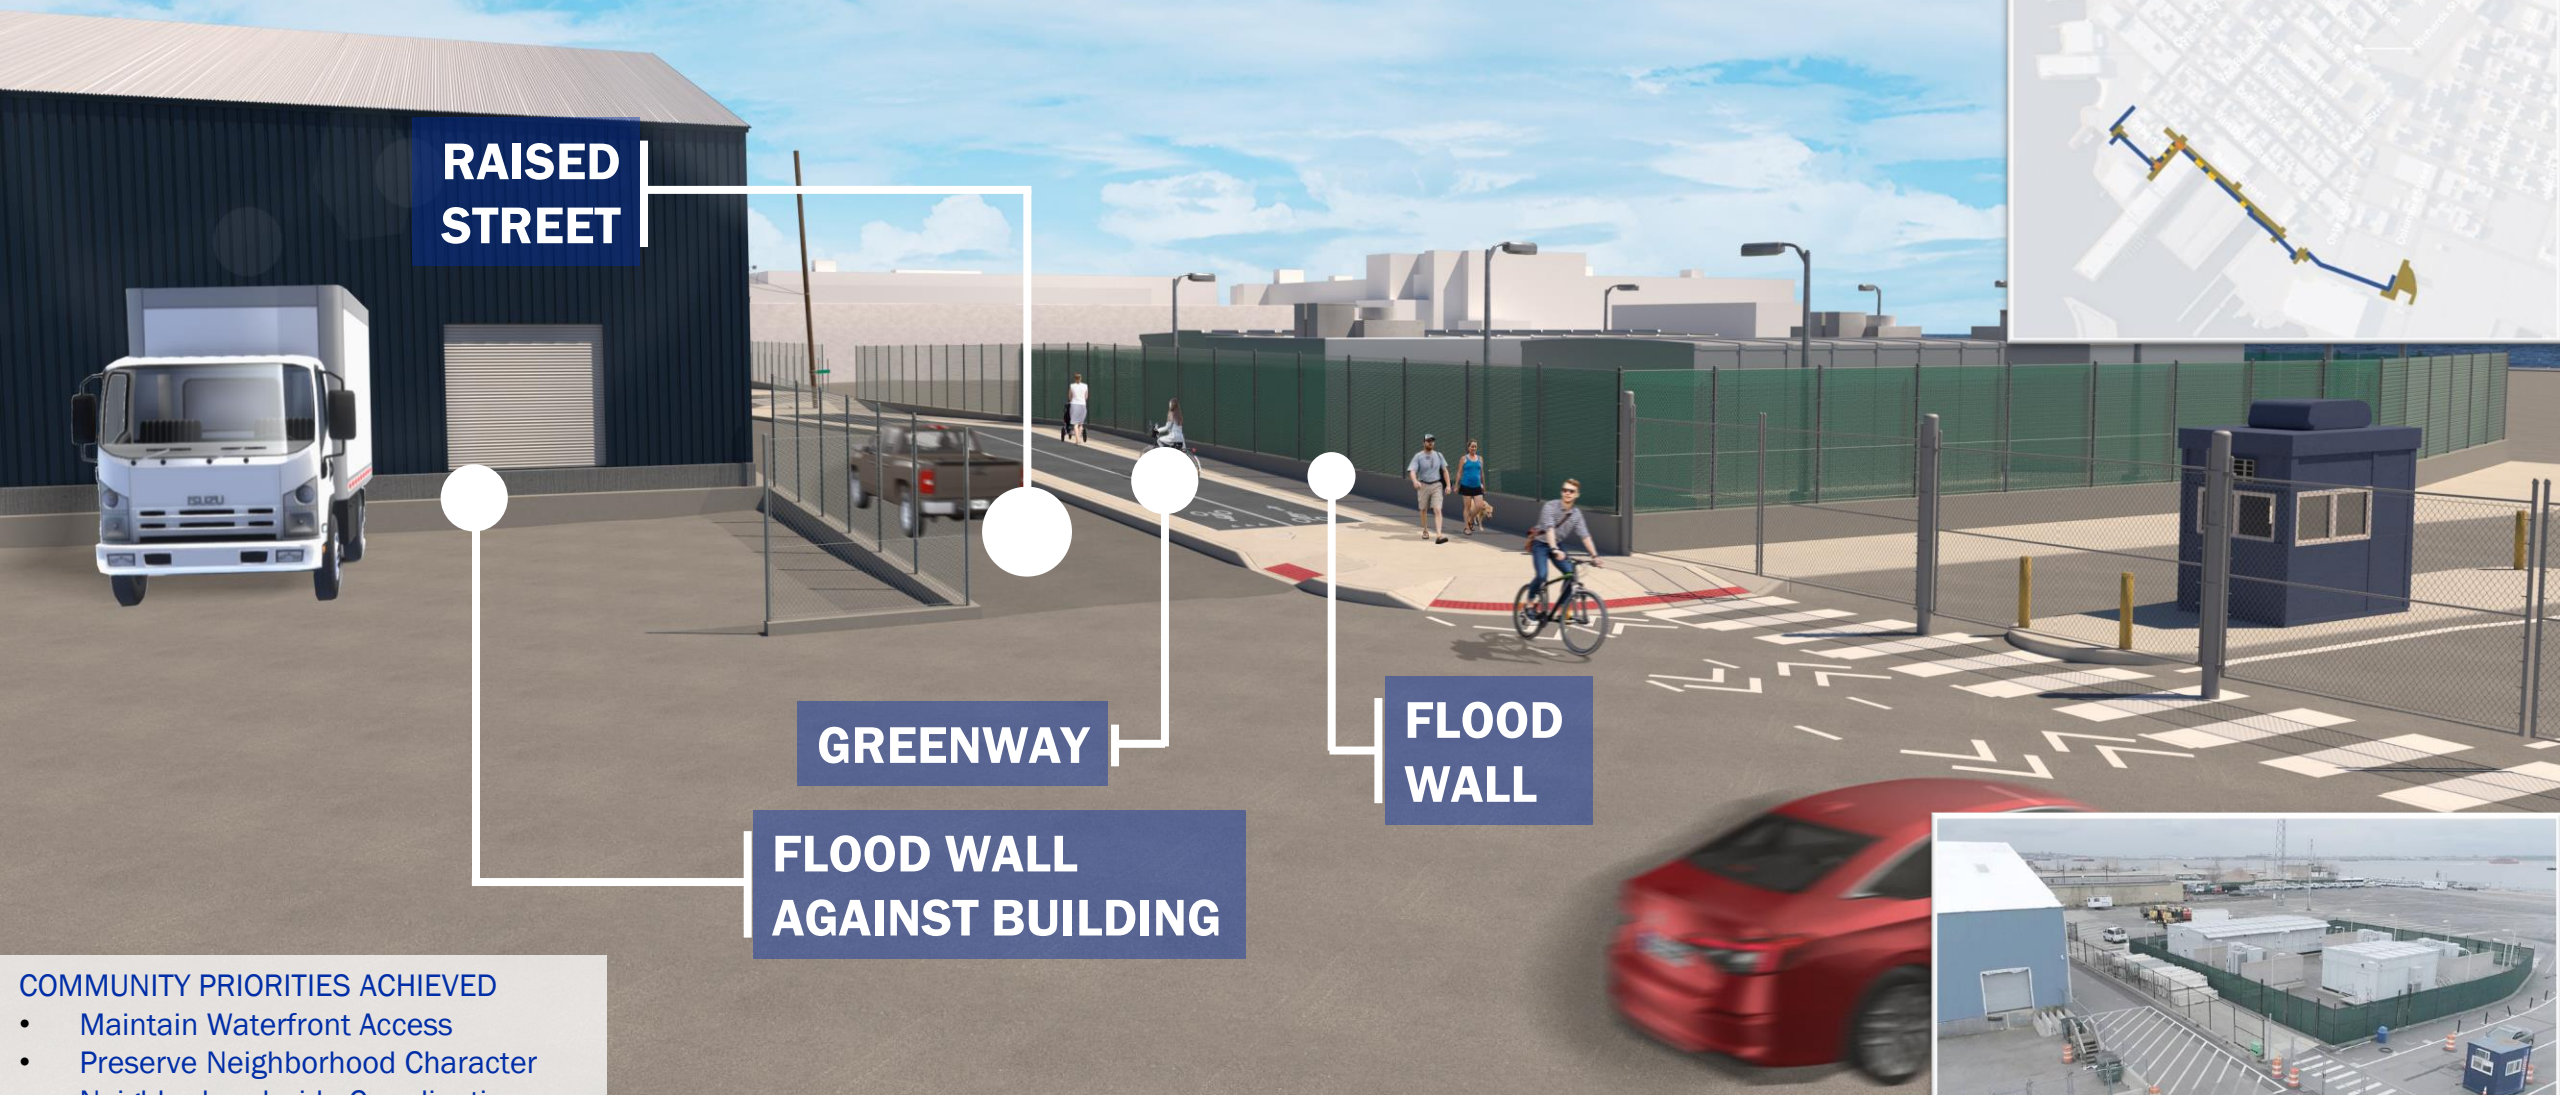 RAISED
STREET
GREENWAY
FLOOD
WALL
FLOOD WALL
AGAINST BUILDING
ISUZU
COMMUNITY PRIORITIES ACHIEVED
• Maintain Waterfront Access
• Preserve Neighborhood Character